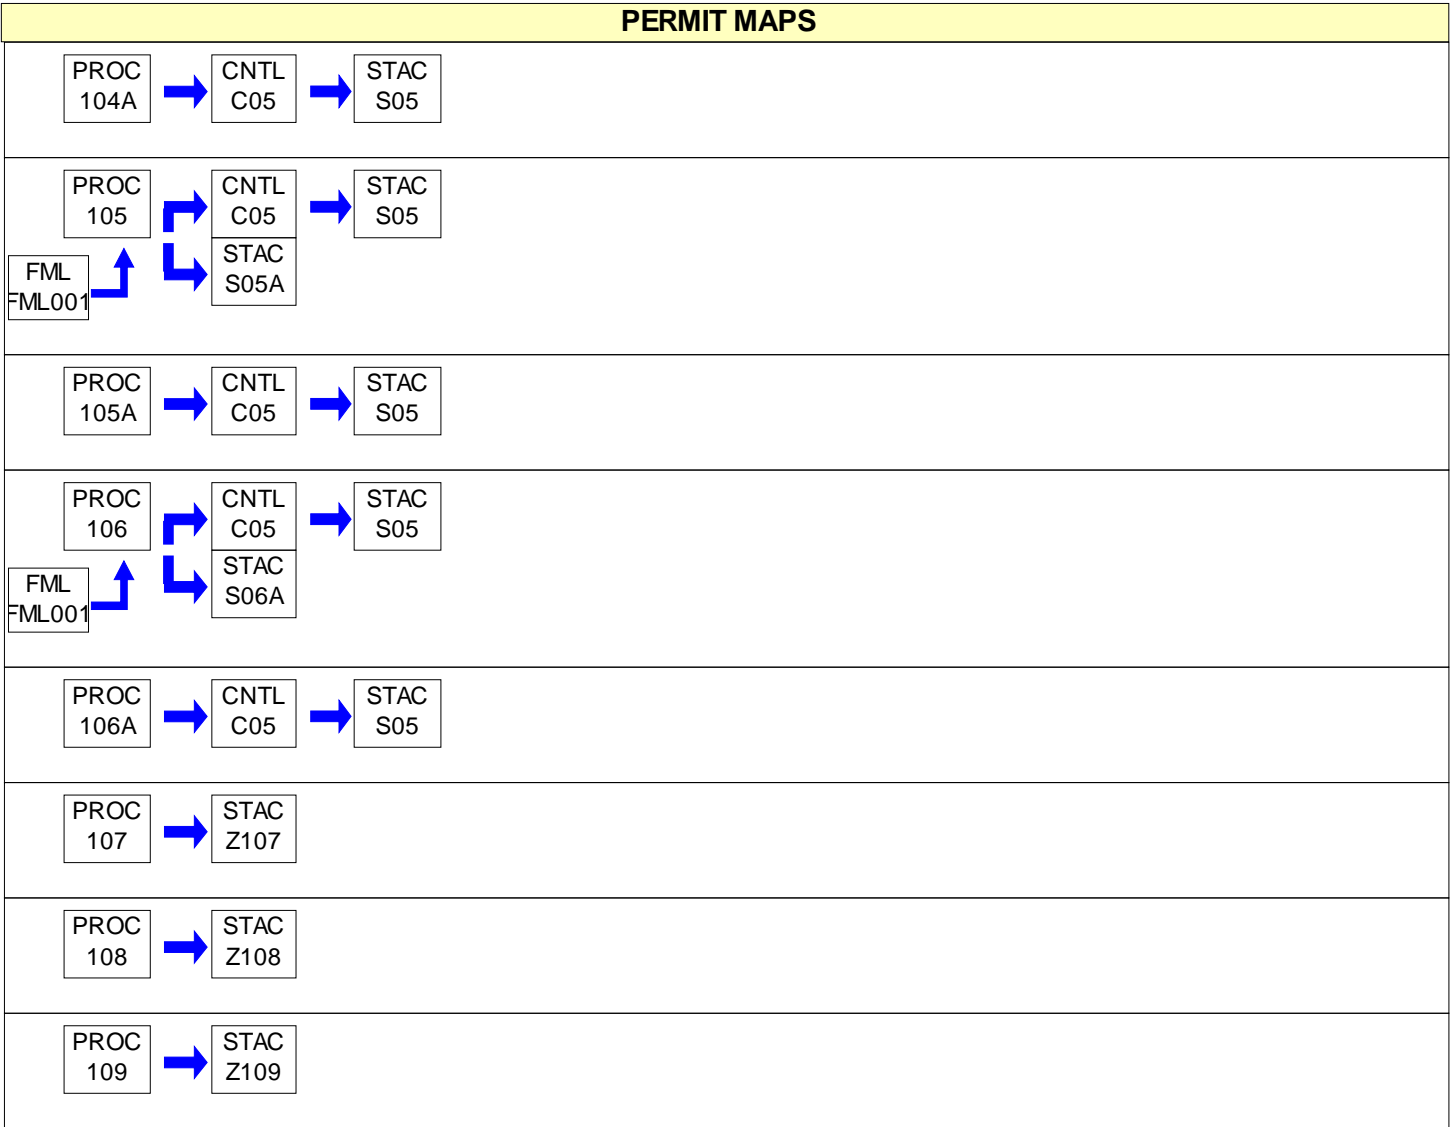 PERMIT MAPS
PROC
104A
CNTL
C05
STAC
S05
PROC
105
CNTL
C05
STAC
S05
STAC
S05A
FML
FML001
PROC
105A
CNTL
C05
STAC
S05
PROC
106
CNTL
C05
STAC
S05
STAC
S06A
FML
FML001
PROC
106A
CNTL
C05
STAC
S05
PROC
107
STAC
Z107
PROC
108
STAC
Z108
PROC
109
STAC
Z109